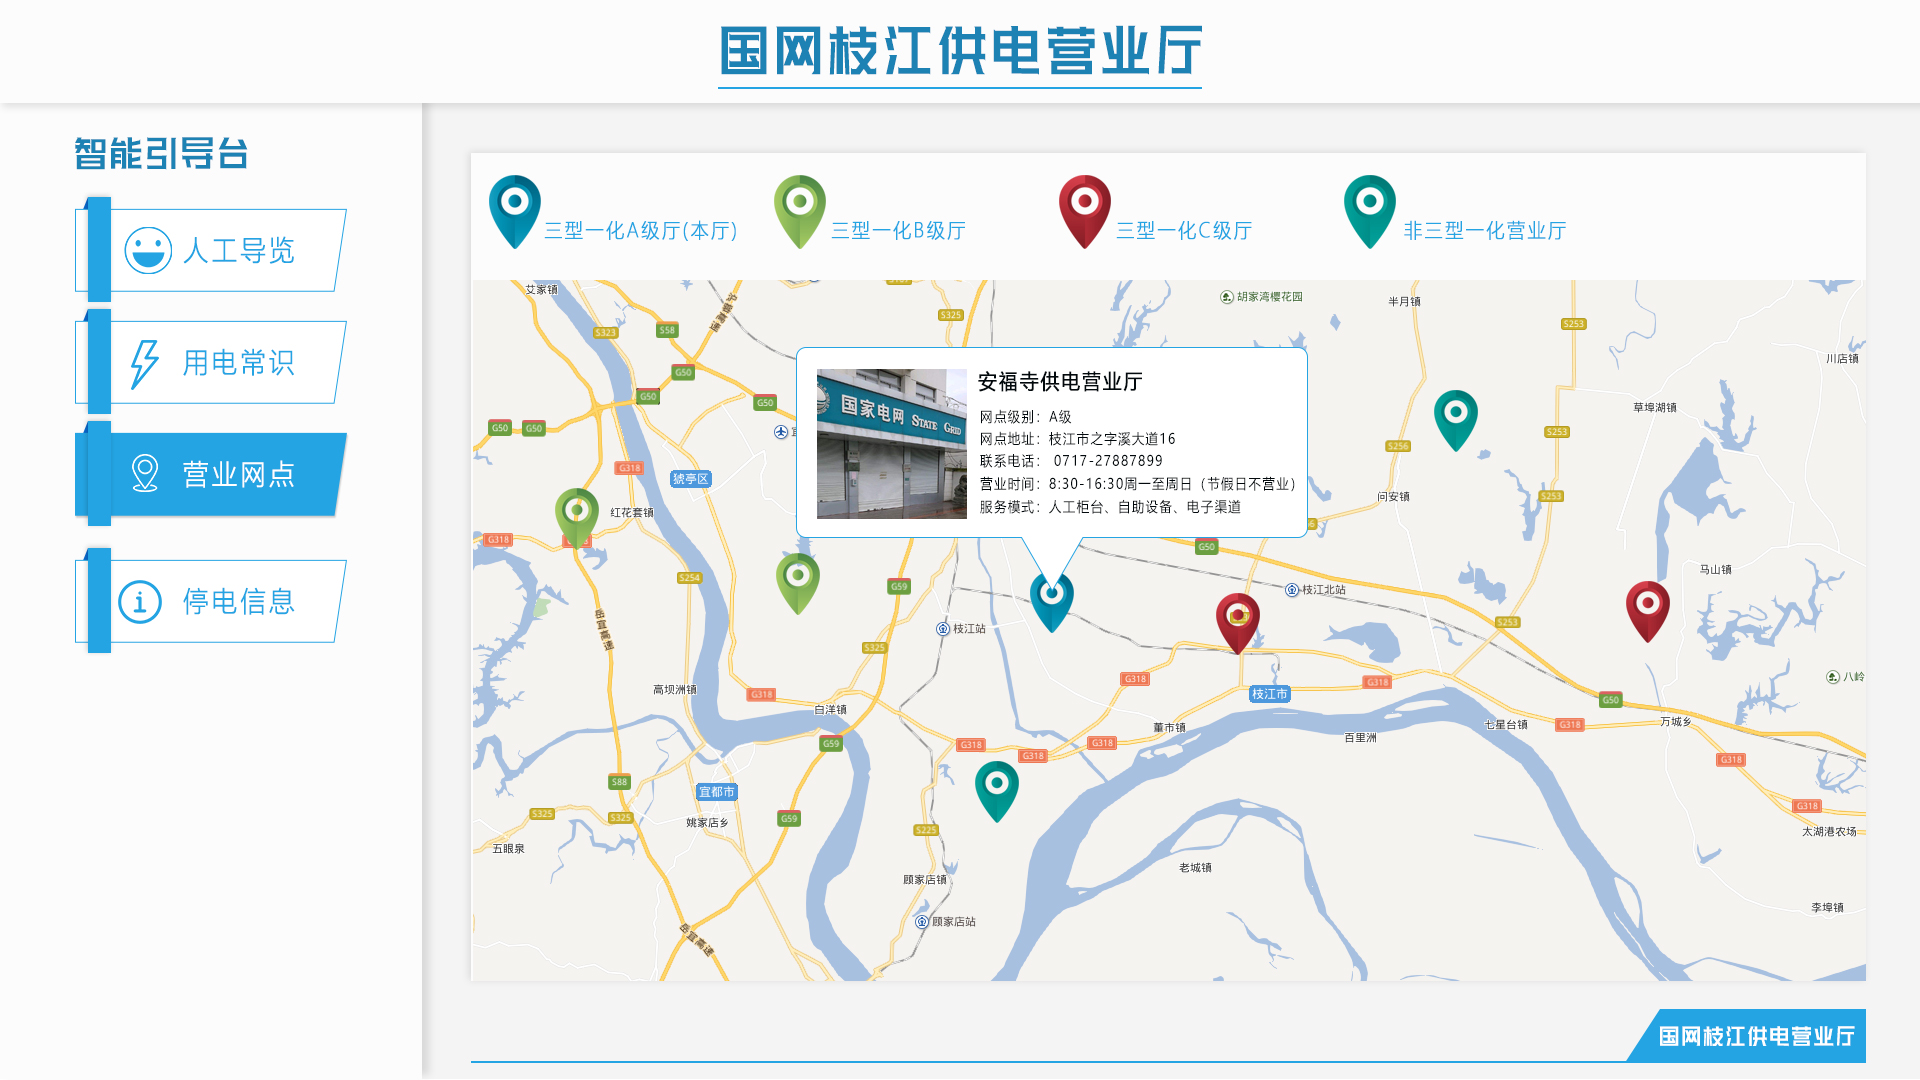 国网枝江供电营业厅
智能引导台
人工导览
用电常识
营业网点
停电信息
三型一化A级厅(本厅)
三型一化B级厅
三型一化C级厅
非三型一化营业厅
安福寺供电营业厅
网点级别：A级
网点地址：枝江市之字溪大道16
联系电话： 0717-27887899
营业时间：8:30-16:30周一至周日（节假日不营业）
服务模式：人工柜台、自助设备、电子渠道
国家电网 STATE GRID
艾家镇
胡家湾樱花园
半月镇
S325
S323
S58
S253
川店镇
G50
G50
G50
草埠湖镇
G50
G50
S253
S256
G318
猇亭区
问安镇
S253
红花套镇
G318
G50
马山镇
S254
G59
枝江北站
岳宜高速
枝江站
S253
S325
G318
八岭
高坝洲镇
G318
枝江市
G318
G50
白洋镇
董市镇
百里洲
七星台镇
G318
万城乡
G59
G318
G318
G318
G318
S88
宜都市
G318
S325
S325
G59
姚家店乡
S225
太湖港农场
五眼泉
老城镇
顾家店镇
李埠镇
顾家店站
岳宜高速
国网枝江供电营业厅